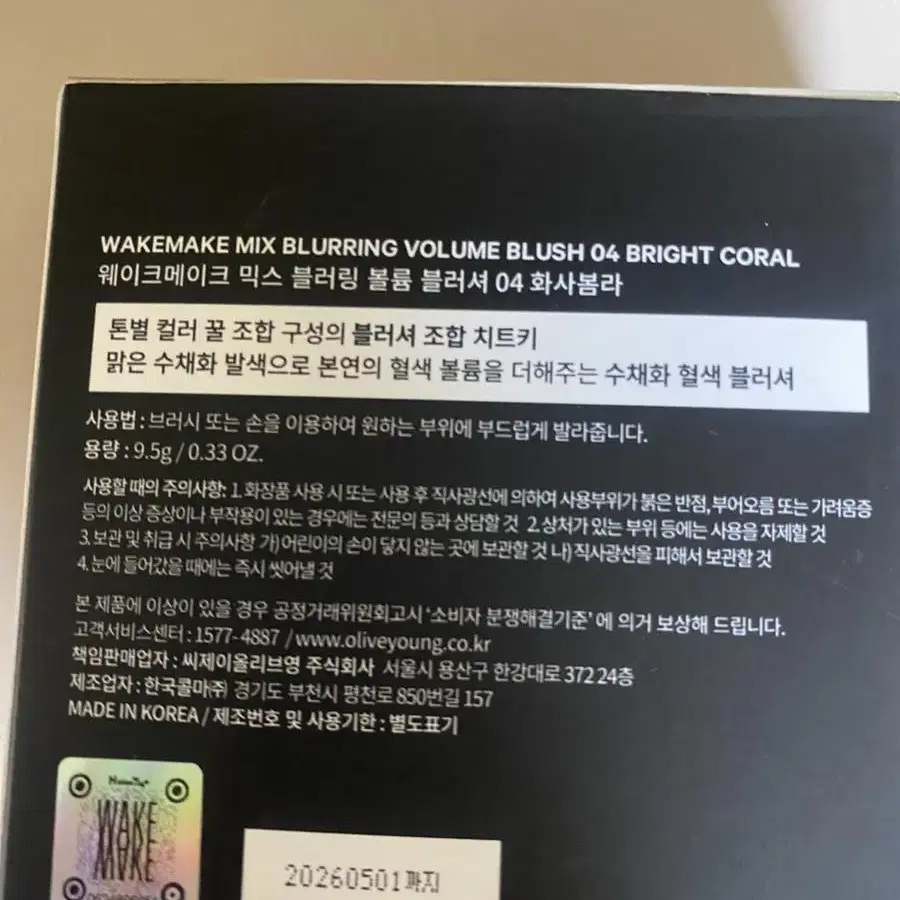 WAKEMAKE MIX BLURRING VOLUME BLUSH 04 BRIGHT CORAL
웨이크메이크 믹스 블러링 볼륨 블러셔 04 화사봄라
톤별 컬러 꿀 조합 구성의 블러셔 조합 치트키
맑은 수채화 발색으로 본연의 혈색 볼륨을 더해주는 수채화 혈색 블러셔
사용법 : 브러시 또는 손을 이용하여 원하는 부위에 부드럽게 발라줍니다.
용량 : 9.5g / 0.33 OZ.
사용할 때의 주의사항: 1. 화장품 사용 시 또는 사용 후 직사광선에 의하여 사용부위가 붉은 반점, 부어오름 또는 가려움증
등의 이상 증상이나 부작용이 있는 경우에는 전문의 등과 상담할 것 2. 상처가 있는 부위 등에는 사용을 자제할 것
3. 보관 및 취급 시 주의사항 가) 어린이의 손이 닿지 않는 곳에 보관할 것 나) 직사광선을 피해서 보관할 것
4. 눈에 들어갔을 때에는 즉시 씻어낼 것
본 제품에 이상이 있을 경우 공정거래위원회고시 '소비자 분쟁해결기준' 에 의거 보상해 드립니다.
고객서비스센터 : 1577- 4887 / www.oliveyoung.co.kr
책임판매업자 : 씨제이올리브영 주식회사 서울시 용산구 한강대로 372 24층
제조업자 : 한국콜마㈜ 경기도 부천시 평천로 850번길 157
MADE IN KOREA / 제조번호 및 사용기한 : 별도표기
WAKE
MAKE
20260501까지